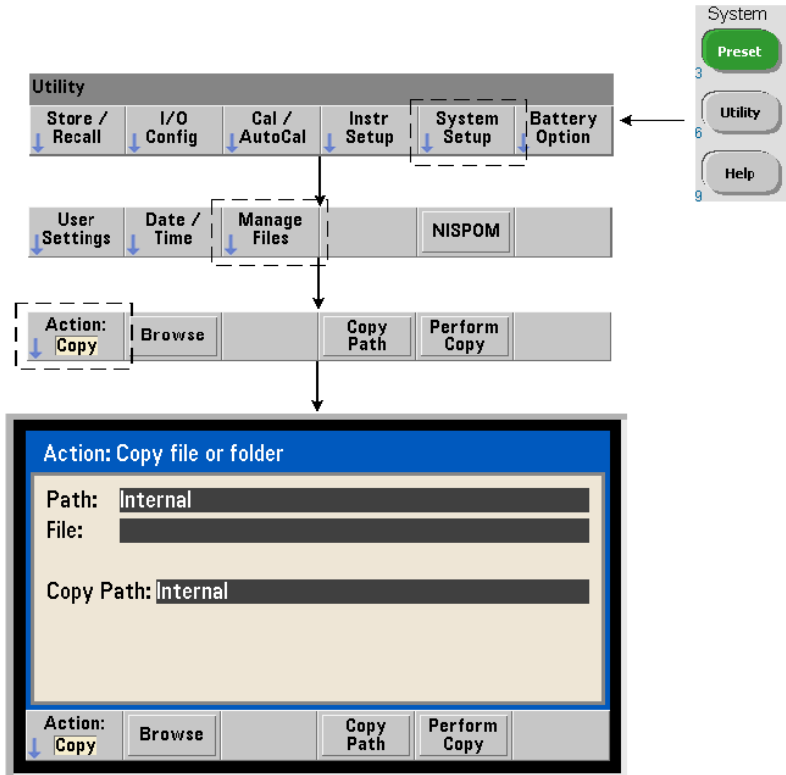 System
Preset
3
Utility
6
Help
9
Utility
Store / Recall
I/O Config
Cal / AutoCal
Instr Setup
System Setup
Battery Option
User Settings
Date / Time
Manage Files
NISPOM
Action: Copy
Browse
Copy Path
Perform Copy
Action: Copy file or folder
Path: Internal
File:
Copy Path: Internal
Action: Copy
Browse
Copy Path
Perform Copy